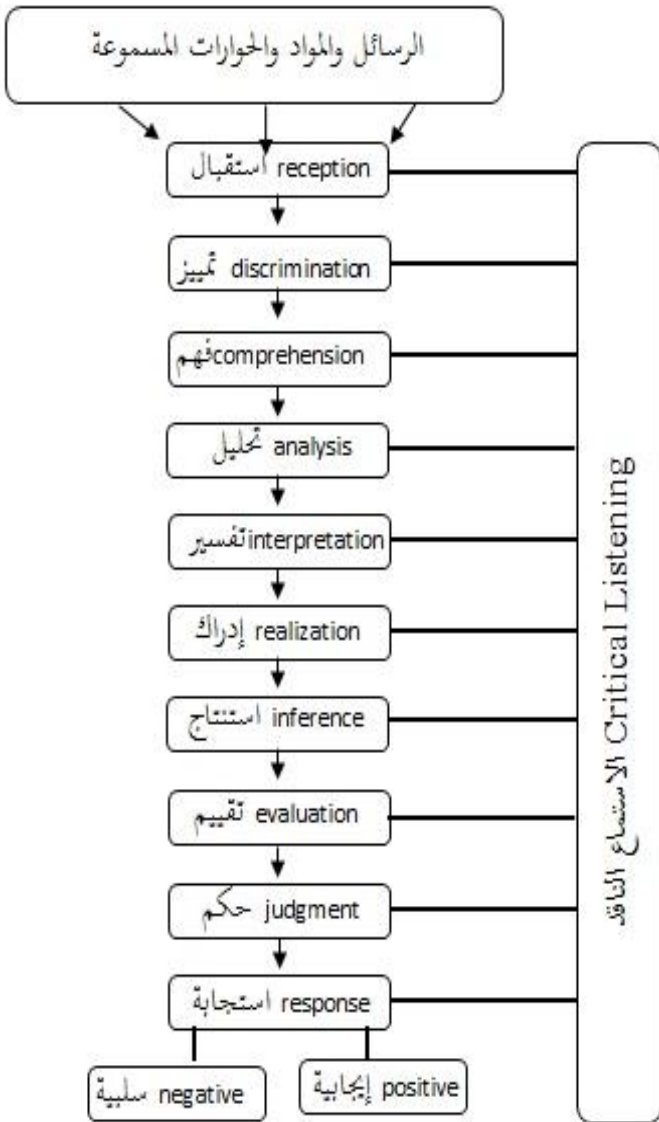 الرسائل والمواد والحوارات المسموعة
استقبال reception
تمييز discrimination
فهم comprehension
تحليل analysis
تفسير interpretation
إدراك realization
استنتاج inference
تقييم evaluation
حكم judgment
استجابة response
سلبية negative
إيجابية positive
الاستماع الناقد Critical Listening